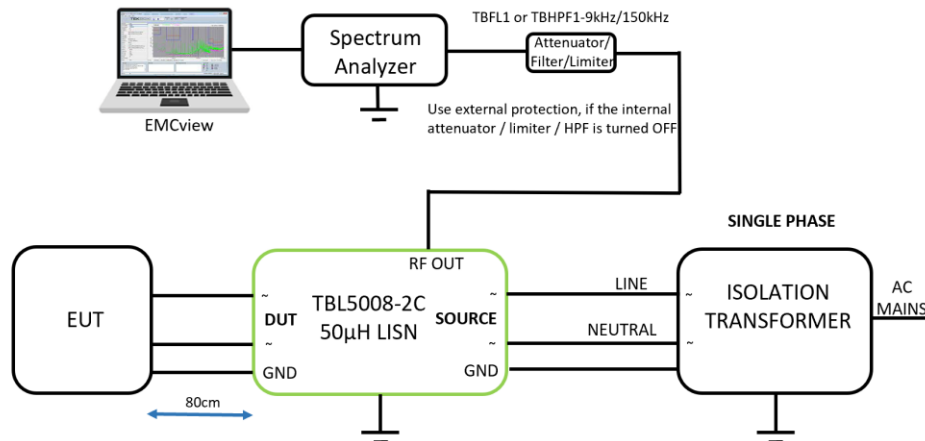 TBFL1 or TBHPF1-9kHz/150kHz
Spectrum
Analyzer
Attenuator/
Filter/Limiter
EMCview
Use external protection, if the internal
attenuator / limiter / HPF is turned OFF
SINGLE PHASE
RF OUT
EUT
~
~
DUT
GND
TBL5008-2C
50µH LISN
~
SOURCE
~
GND
LINE
NEUTRAL
~
~
ISOLATION
TRANSFORMER
AC
MAINS
80cm